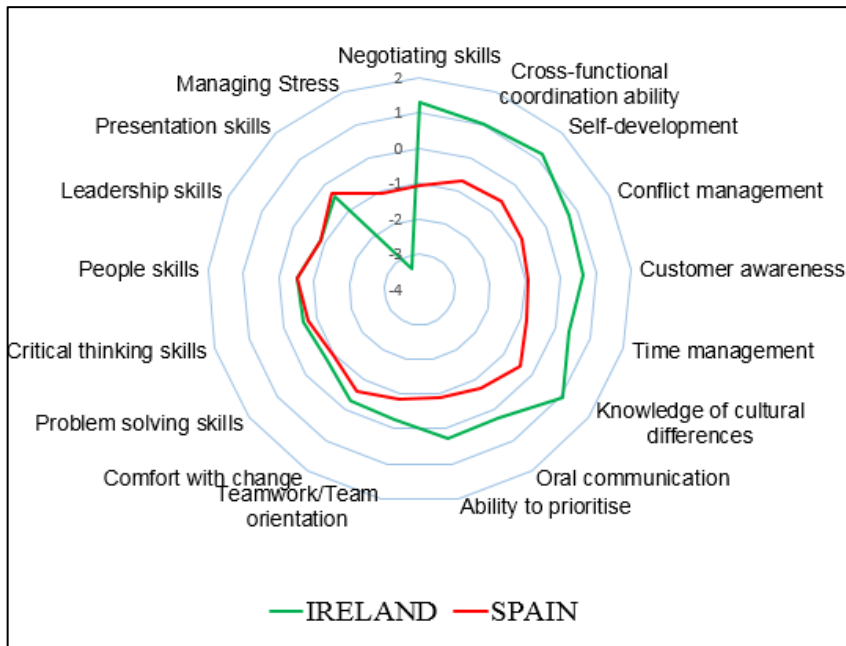 Negotiating skills
Cross-functional
coordination ability
Self-development
Conflict management
Customer awareness
Time management
Knowledge of cultural
differences
Oral communication
Ability to prioritise
Teamwork/Team
orientation
Comfort with change
Problem solving skills
Critical thinking skills
People skills
Leadership skills
Presentation skills
Managing Stress
2
1
0
-1
-2
-3
-4
IRELAND SPAIN